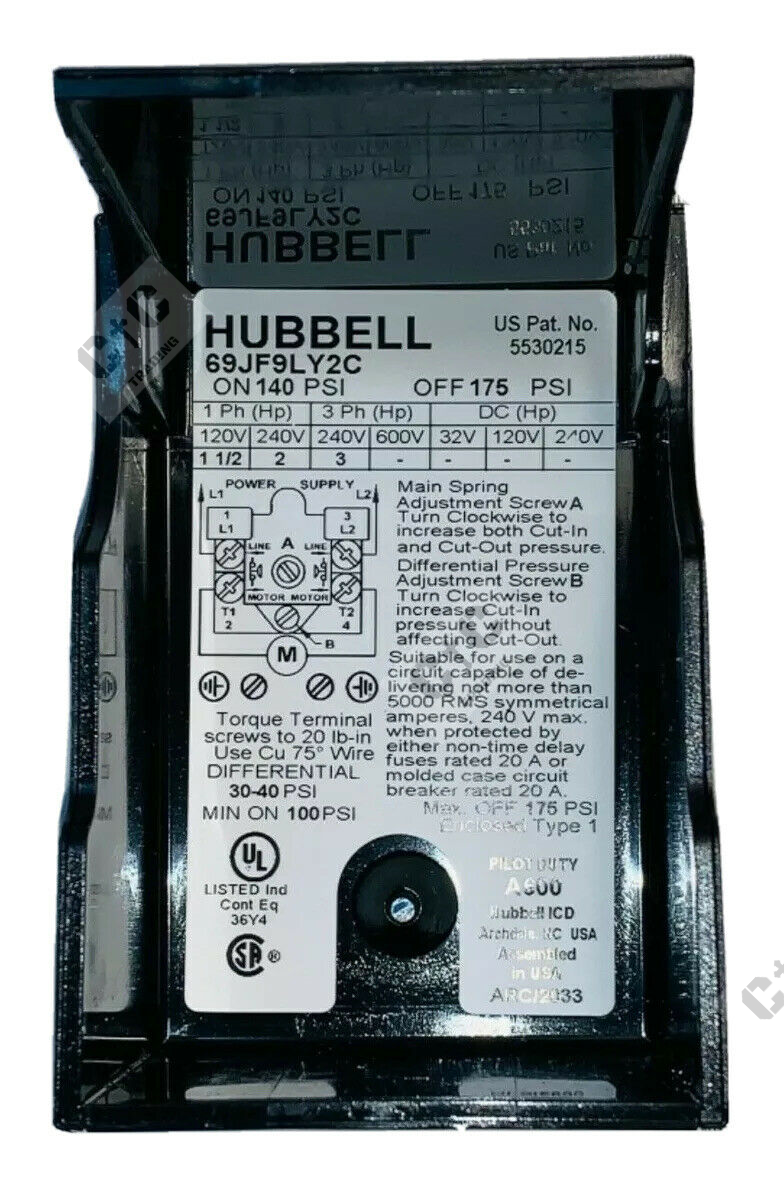 HUBBELL
US Pat. No.
5530215
69JF9LY2C
ON 140 PSI OFF 175 PSI
1 Ph (Hp) 3 Ph (Hp) DC (Hp)
120V 240V 240V 600V 32V 120V 240V
1 1/2 2 3 - - - -
POWER SUPPLY
L1 L2
1 3
L1 L2
LINE A LINE
MOTOR MOTOR
T1 T2
2 4
B
M
Torque Terminal
screws to 20 lb-in
Use Cu 75° Wire
DIFFERENTIAL
30-40 PSI
MIN ON 100PSI
Main Spring
Adjustment Screw A
Turn Clockwise to
increase both Cut-In
and Cut-Out pressure.
Differential Pressure
Adjustment Screw B
Turn Clockwise to
increase Cut-In
pressure without
affecting Cut-Out.
Suitable for use on a
circuit capable of de-
livering not more than
5000 RMS symmetrical
amperes, 240 V max.
when protected by
either non-time delay
fuses rated 20 A or
molded case circuit
breaker rated 20 A.
Max. OFF 175 PSI
Enclosed Type 1
UL
LISTED Ind
Cont Eq
36Y4
SA ®
PILOT DUTY
A600
Hubbell ICD
Archdale, NC USA
Assembled
in USA
ARC/2033
C+C
TRADING